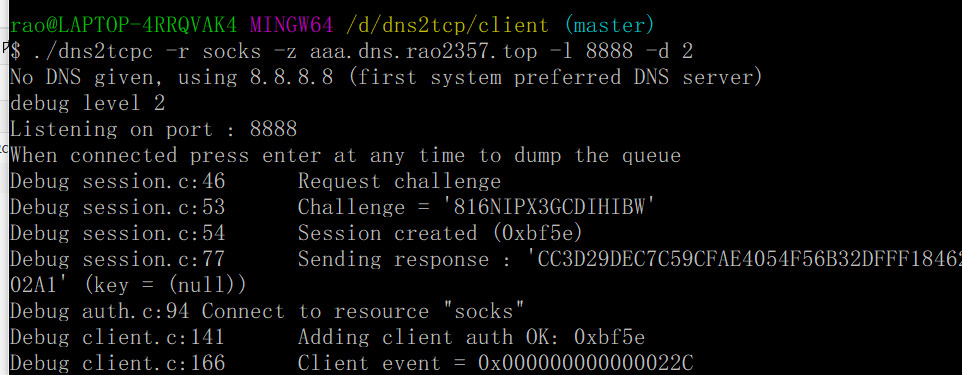 rao@LAPTOP-4RRQVAK4 MINGW64 /d/dns2tcp/client (master)
$ ./dns2tcpc -r socks -z aaa.dns.rao2357.top -l 8888 -d 2
No DNS given, using 8.8.8.8 (first system preferred DNS server)
debug level 2
Listening on port : 8888
When connected press enter at any time to dump the queue
Debug session.c:46 Request challenge
Debug session.c:53 Challenge = '816NIPX3GCDIHIBW'
Debug session.c:54 Session created (0xbf5e)
Debug session.c:77 Sending response : 'CC3D29DEC7C59CFAE4054F56B32DFFF18462
02A1' (key = (null))
Debug auth.c:94 Connect to resource "socks"
Debug client.c:141 Adding client auth OK: 0xbf5e
Debug client.c:166 Client event = 0x000000000000022C